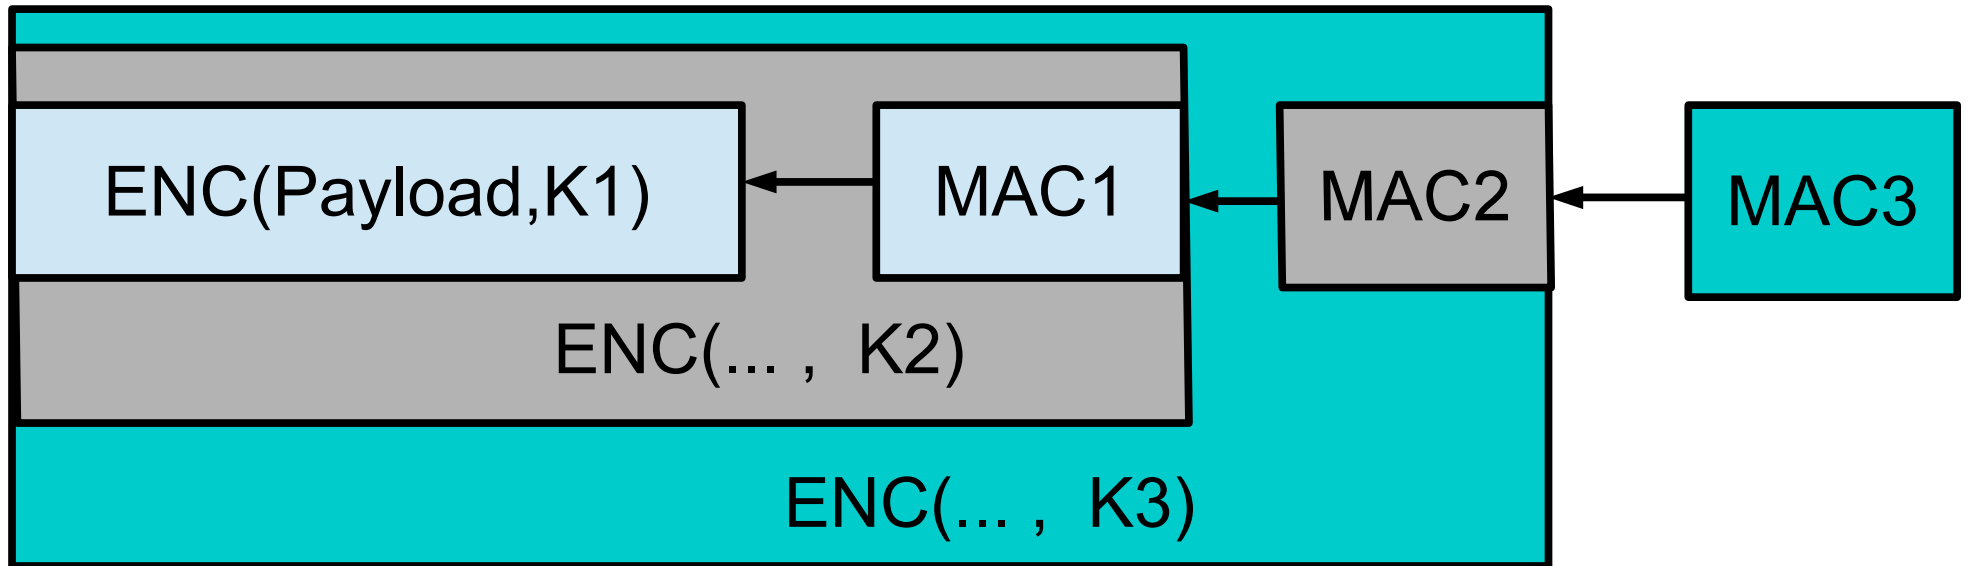 ENC(Payload,K1)
MAC1
MAC2
MAC3
ENC(... , K2)
ENC(... , K3)